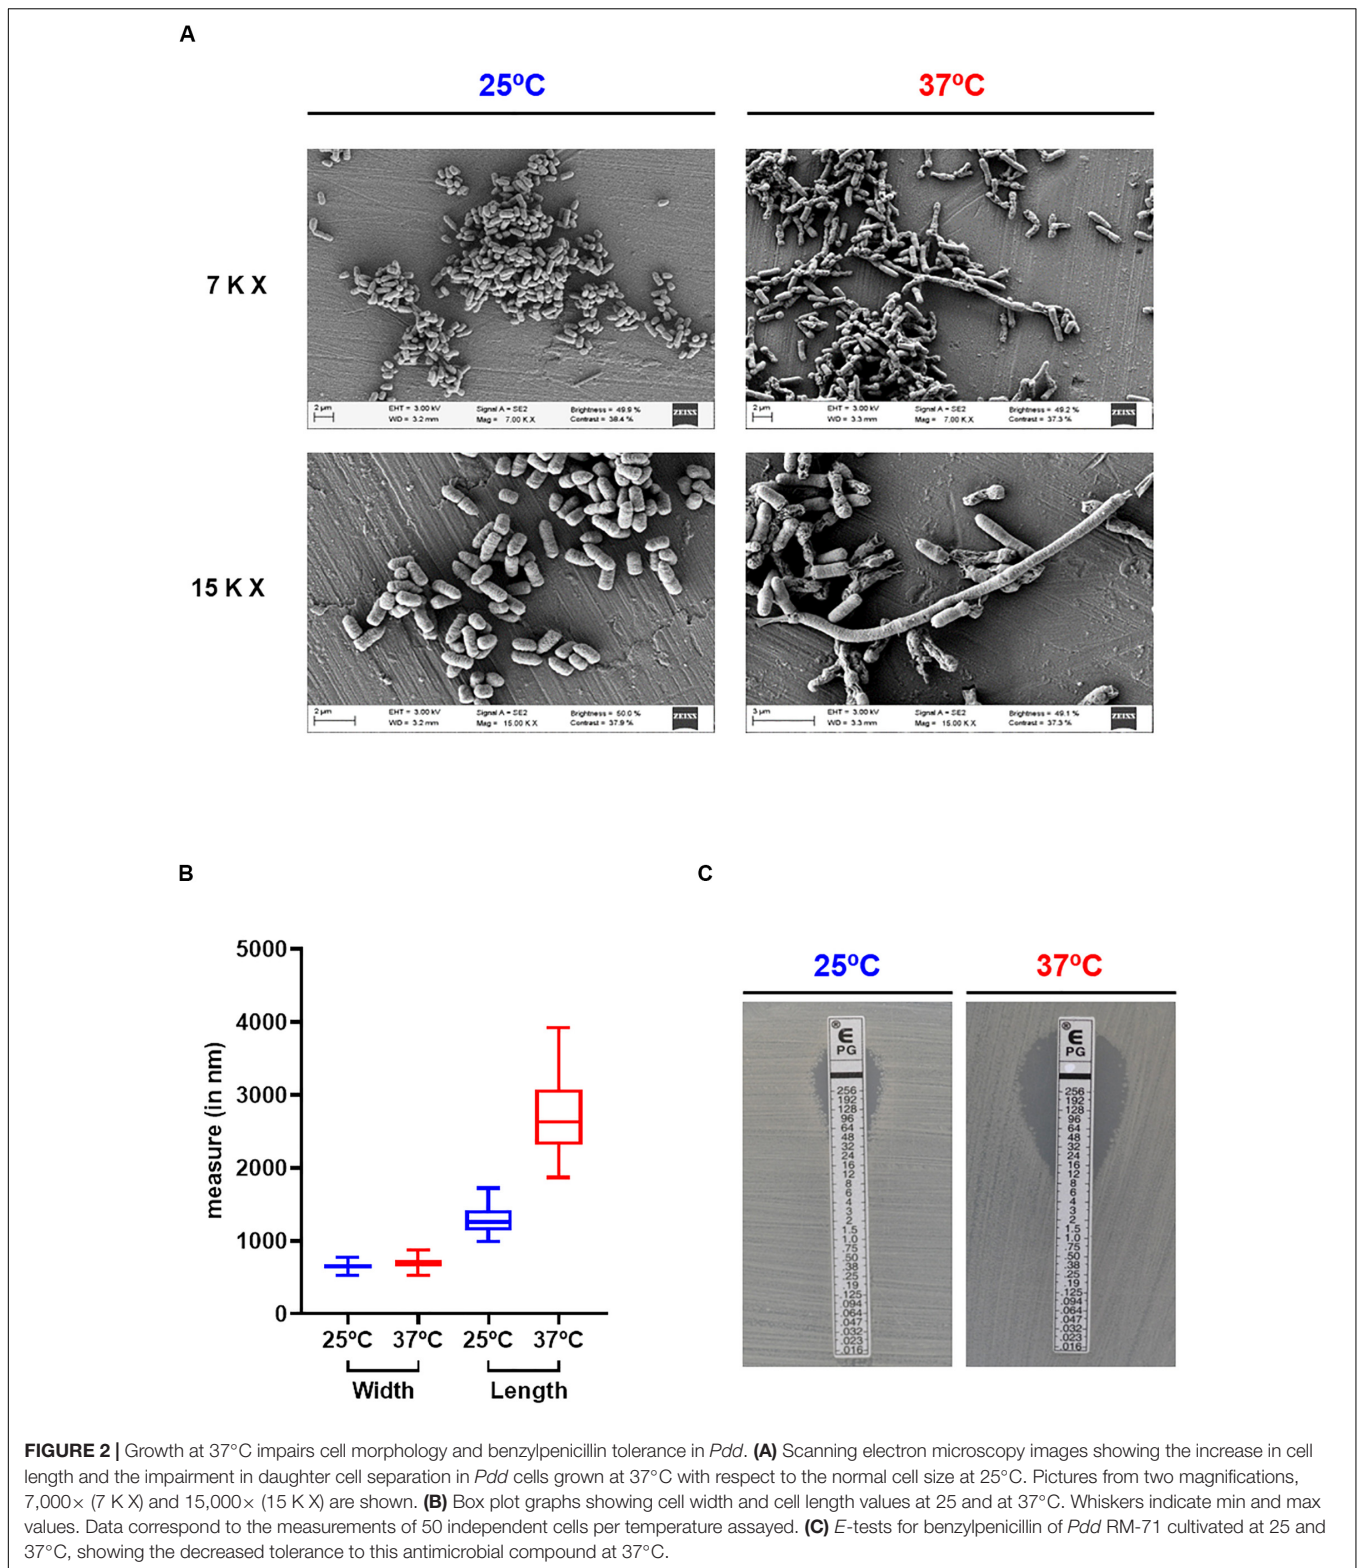 A
25ºC 37ºC
7 K X
2 µm EHT = 3.00 kV Signal A = SE2 Brightness = 49.9 % ZEISS
WD = 3.2 mm Mag = 7.00 K X Contrast = 38.4 %
2 µm EHT = 3.00 kV Signal A = SE2 Brightness = 49.2 % ZEISS
WD = 3.3 mm Mag = 7.00 K X Contrast = 37.3 %
15 K X
2 µm EHT = 3.00 kV Signal A = SE2 Brightness = 50.0 % ZEISS
WD = 3.2 mm Mag = 15.00 K X Contrast = 37.9 %
3 µm EHT = 3.00 kV Signal A = SE2 Brightness = 49.1 % ZEISS
WD = 3.3 mm Mag = 15.00 K X Contrast = 37.3 %
B
measure (in nm)
5000
4000
3000
2000
1000
0
25ºC 37ºC 25ºC 37ºC
Width Length
C
25ºC 37ºC
® E
PG
256
192
128
96
64
48
32
24
16
12
8
6
4
3
2
1.5
1.0
.75
.50
.38
.25
.19
.125
.094
.064
.047
.032
.023
.016
® E
PG
256
192
128
96
64
48
32
24
16
12
8
6
4
3
2
1.5
1.0
.75
.50
.38
.25
.19
.125
.094
.064
.047
.032
.023
.016
FIGURE 2 | Growth at 37°C impairs cell morphology and benzylpenicillin tolerance in Pdd. (A) Scanning electron microscopy images showing the increase in cell
length and the impairment in daughter cell separation in Pdd cells grown at 37°C with respect to the normal cell size at 25°C. Pictures from two magnifications,
7,000× (7 K X) and 15,000× (15 K X) are shown. (B) Box plot graphs showing cell width and cell length values at 25 and at 37°C. Whiskers indicate min and max
values. Data correspond to the measurements of 50 independent cells per temperature assayed. (C) E-tests for benzylpenicillin of Pdd RM-71 cultivated at 25 and
37°C, showing the decreased tolerance to this antimicrobial compound at 37°C.